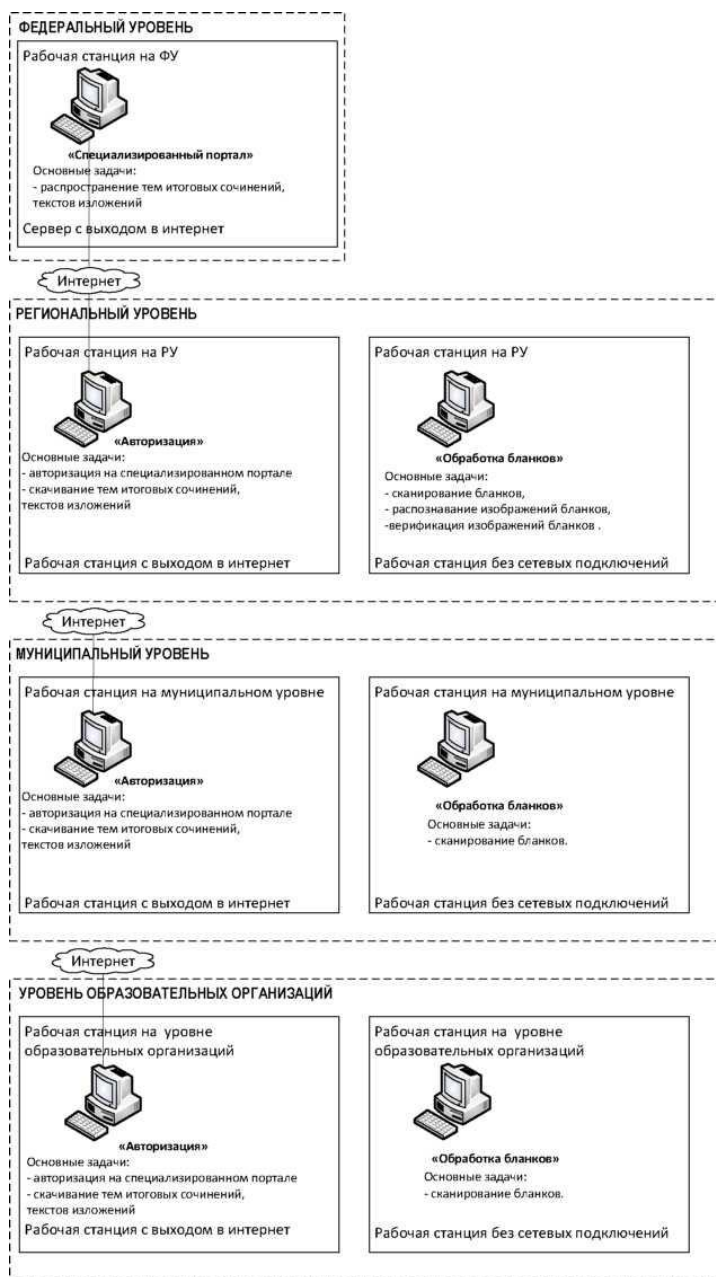 ФЕДЕРАЛЬНЫЙ УРОВЕНЬ
Рабочая станция на ФУ
«Специализированный портал»
Основные задачи:
- распространение тем итоговых сочинений,
текстов изложений
Сервер с выходом в интернет
Интернет
РЕГИОНАЛЬНЫЙ УРОВЕНЬ
Рабочая станция на РУ
«Авторизация»
Основные задачи:
- авторизация на специализированном портале
- скачивание тем итоговых сочинений,
текстов изложений
Рабочая станция с выходом в интернет
Рабочая станция на РУ
«Обработка бланков»
Основные задачи:
- сканирование бланков,
- распознавание изображений бланков,
-верификация изображений бланков .
Рабочая станция без сетевых подключений
Интернет
МУНИЦИПАЛЬНЫЙ УРОВЕНЬ
Рабочая станция на муниципальном уровне
«Авторизация»
Основные задачи:
- авторизация на специализированном портале
- скачивание тем итоговых сочинений,
текстов изложений
Рабочая станция с выходом в интернет
Рабочая станция на муниципальном уровне
«Обработка бланков»
Основные задачи:
- сканирование бланков.
Рабочая станция без сетевых подключений
Интернет
УРОВЕНЬ ОБРАЗОВАТЕЛЬНЫХ ОРГАНИЗАЦИЙ
Рабочая станция на уровне
образовательных организаций
«Авторизация»
Основные задачи:
- авторизация на специализированном портале
- скачивание тем итоговых сочинений,
текстов изложений
Рабочая станция с выходом в интернет
Рабочая станция на уровне
образовательных организаций
«Обработка бланков»
Основные задачи:
- сканирование бланков.
Рабочая станция без сетевых подключений